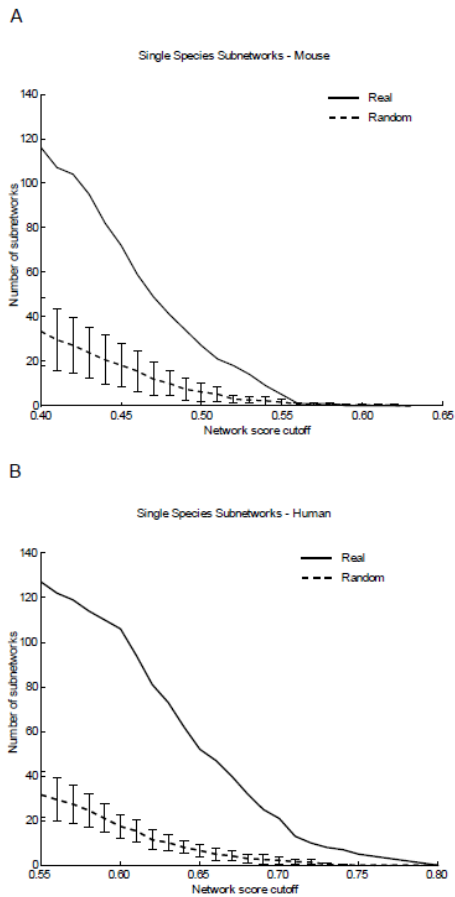 A
Single Species Subnetworks - Mouse
Real
Random
Number of subnetworks
140
120
100
80
60
40
20
0
0.40 0.45 0.50 0.55 0.60 0.65
Network score cutoff
B
Single Species Subnetworks - Human
Real
Random
Number of subnetworks
140
120
100
80
60
40
20
0
0.55 0.60 0.65 0.70 0.75 0.80
Network score cutoff